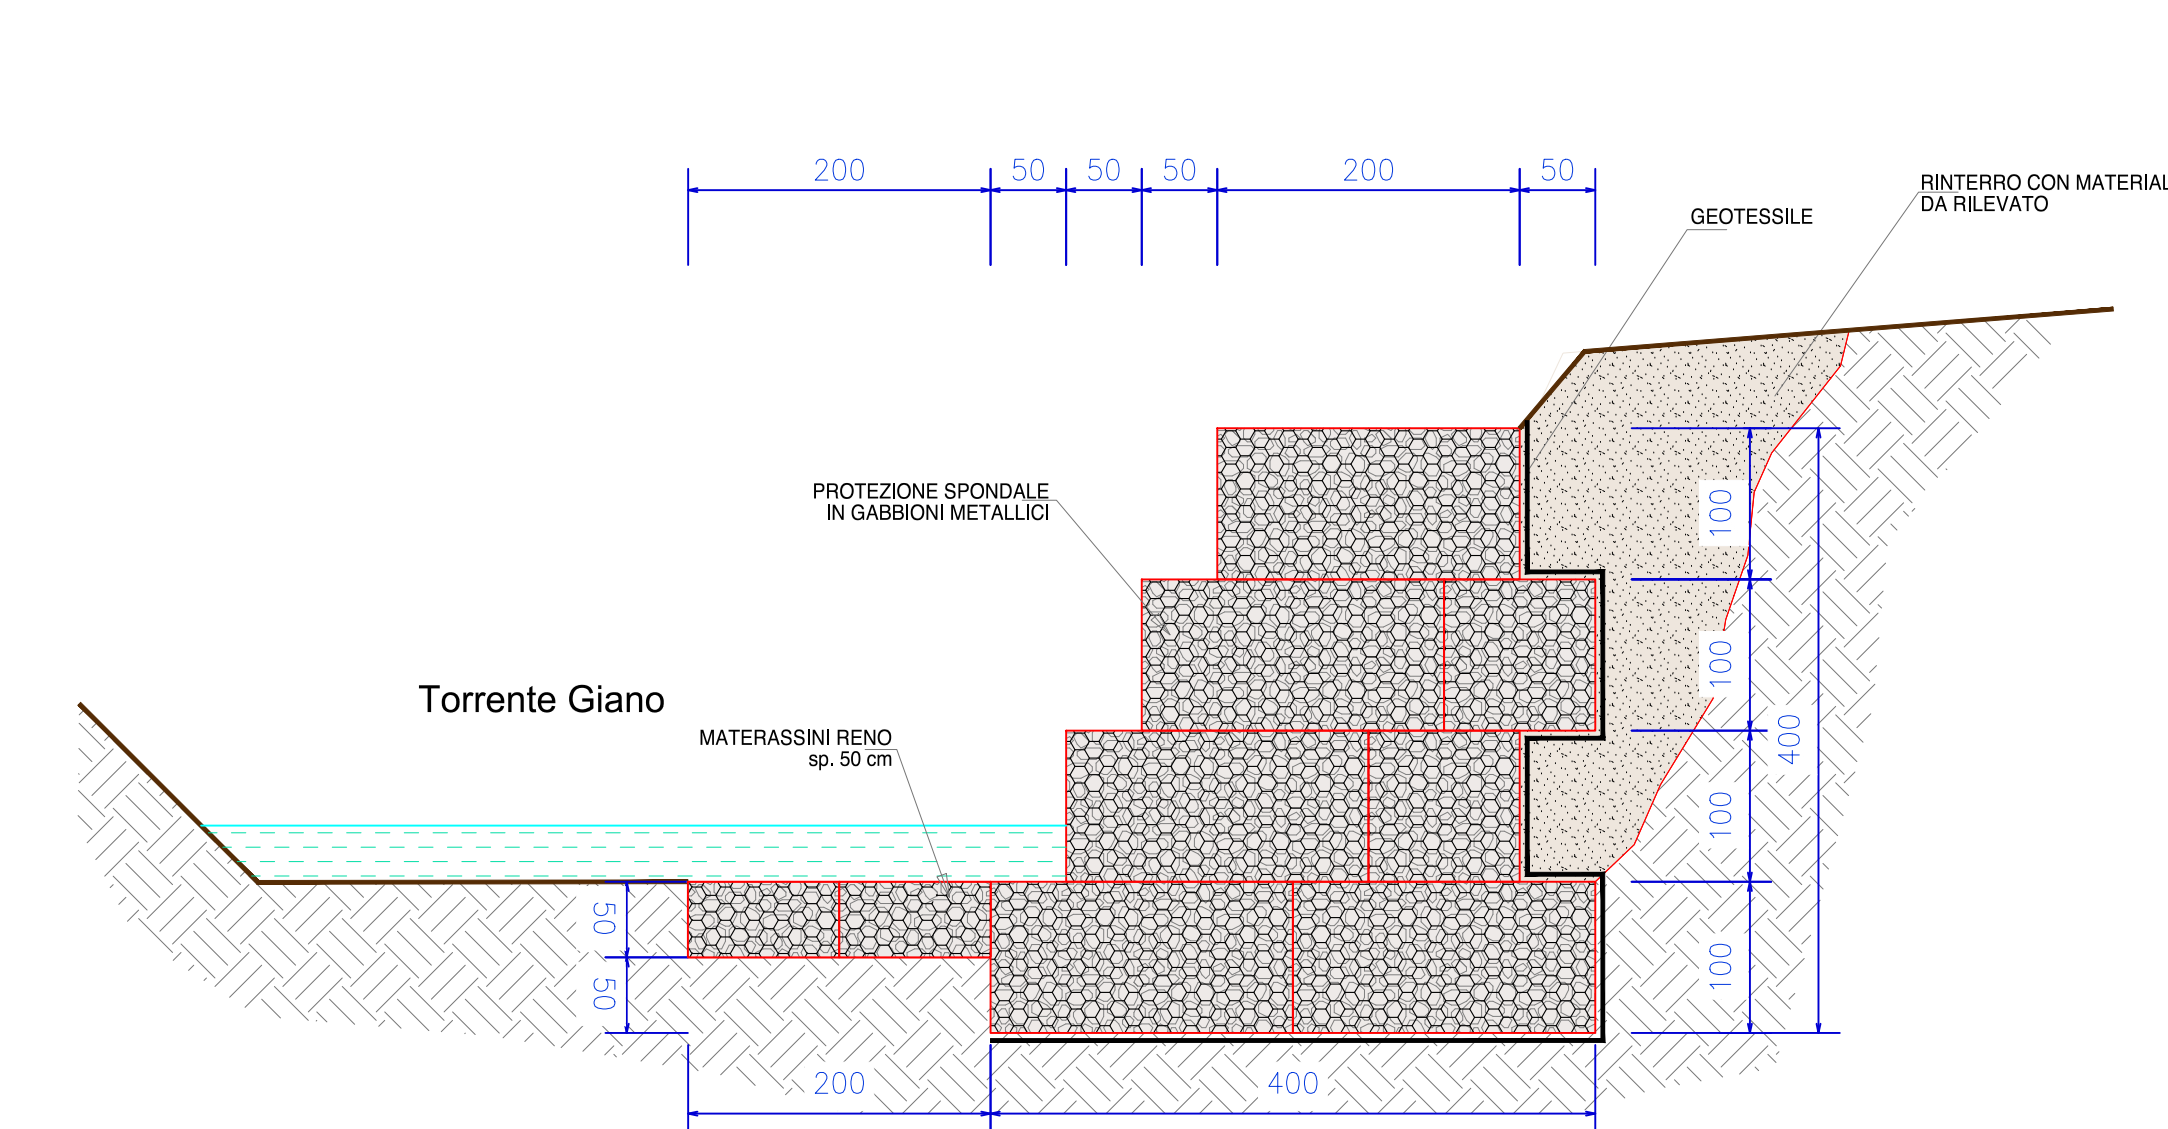 200 50 50 50 200 50
RINTERRO CON MATERIAL
DA RILEVATO
GEOTESSILE
PROTEZIONE SPONDALE
IN GABBIONI METALLICI
100
100
400
100
100
Torrente Giano
MATERASSINI RENO
sp. 50 cm
50
50
200 400